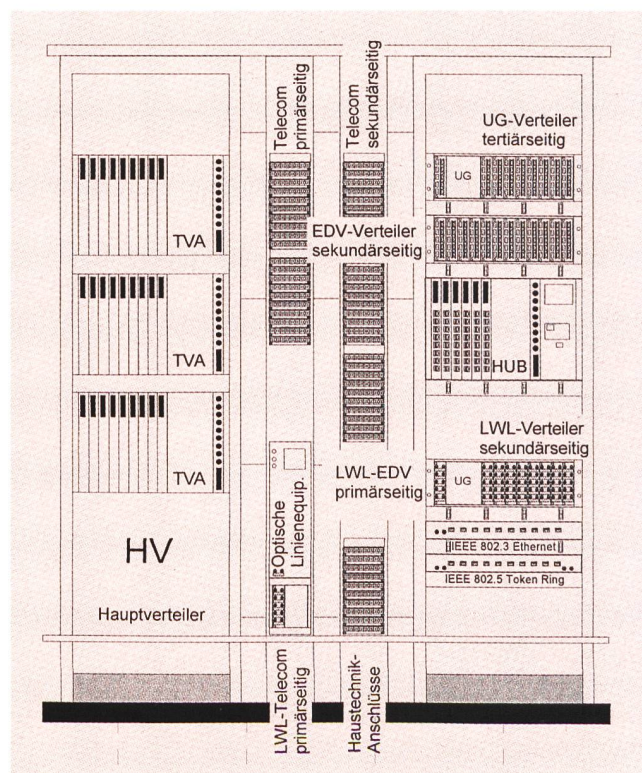 Telecom
primärseitig
Telecom
sekundärseitig
UG-Verteiler
tertiärseitig
UG
TVA
EDV-Verteiler
sekundärseitig
TVA
HUB
TVA
LWL-Verteiler
sekundärseitig
LWL-EDV
primärseitig
UG
Optische
Linienequip.
HV
IEEE 802.3 Ethernet
IEEE 802.5 Token Ring
Hauptverteiler
LWL-Telecom
primärseitig
Haustechnik-
Anschlüsse